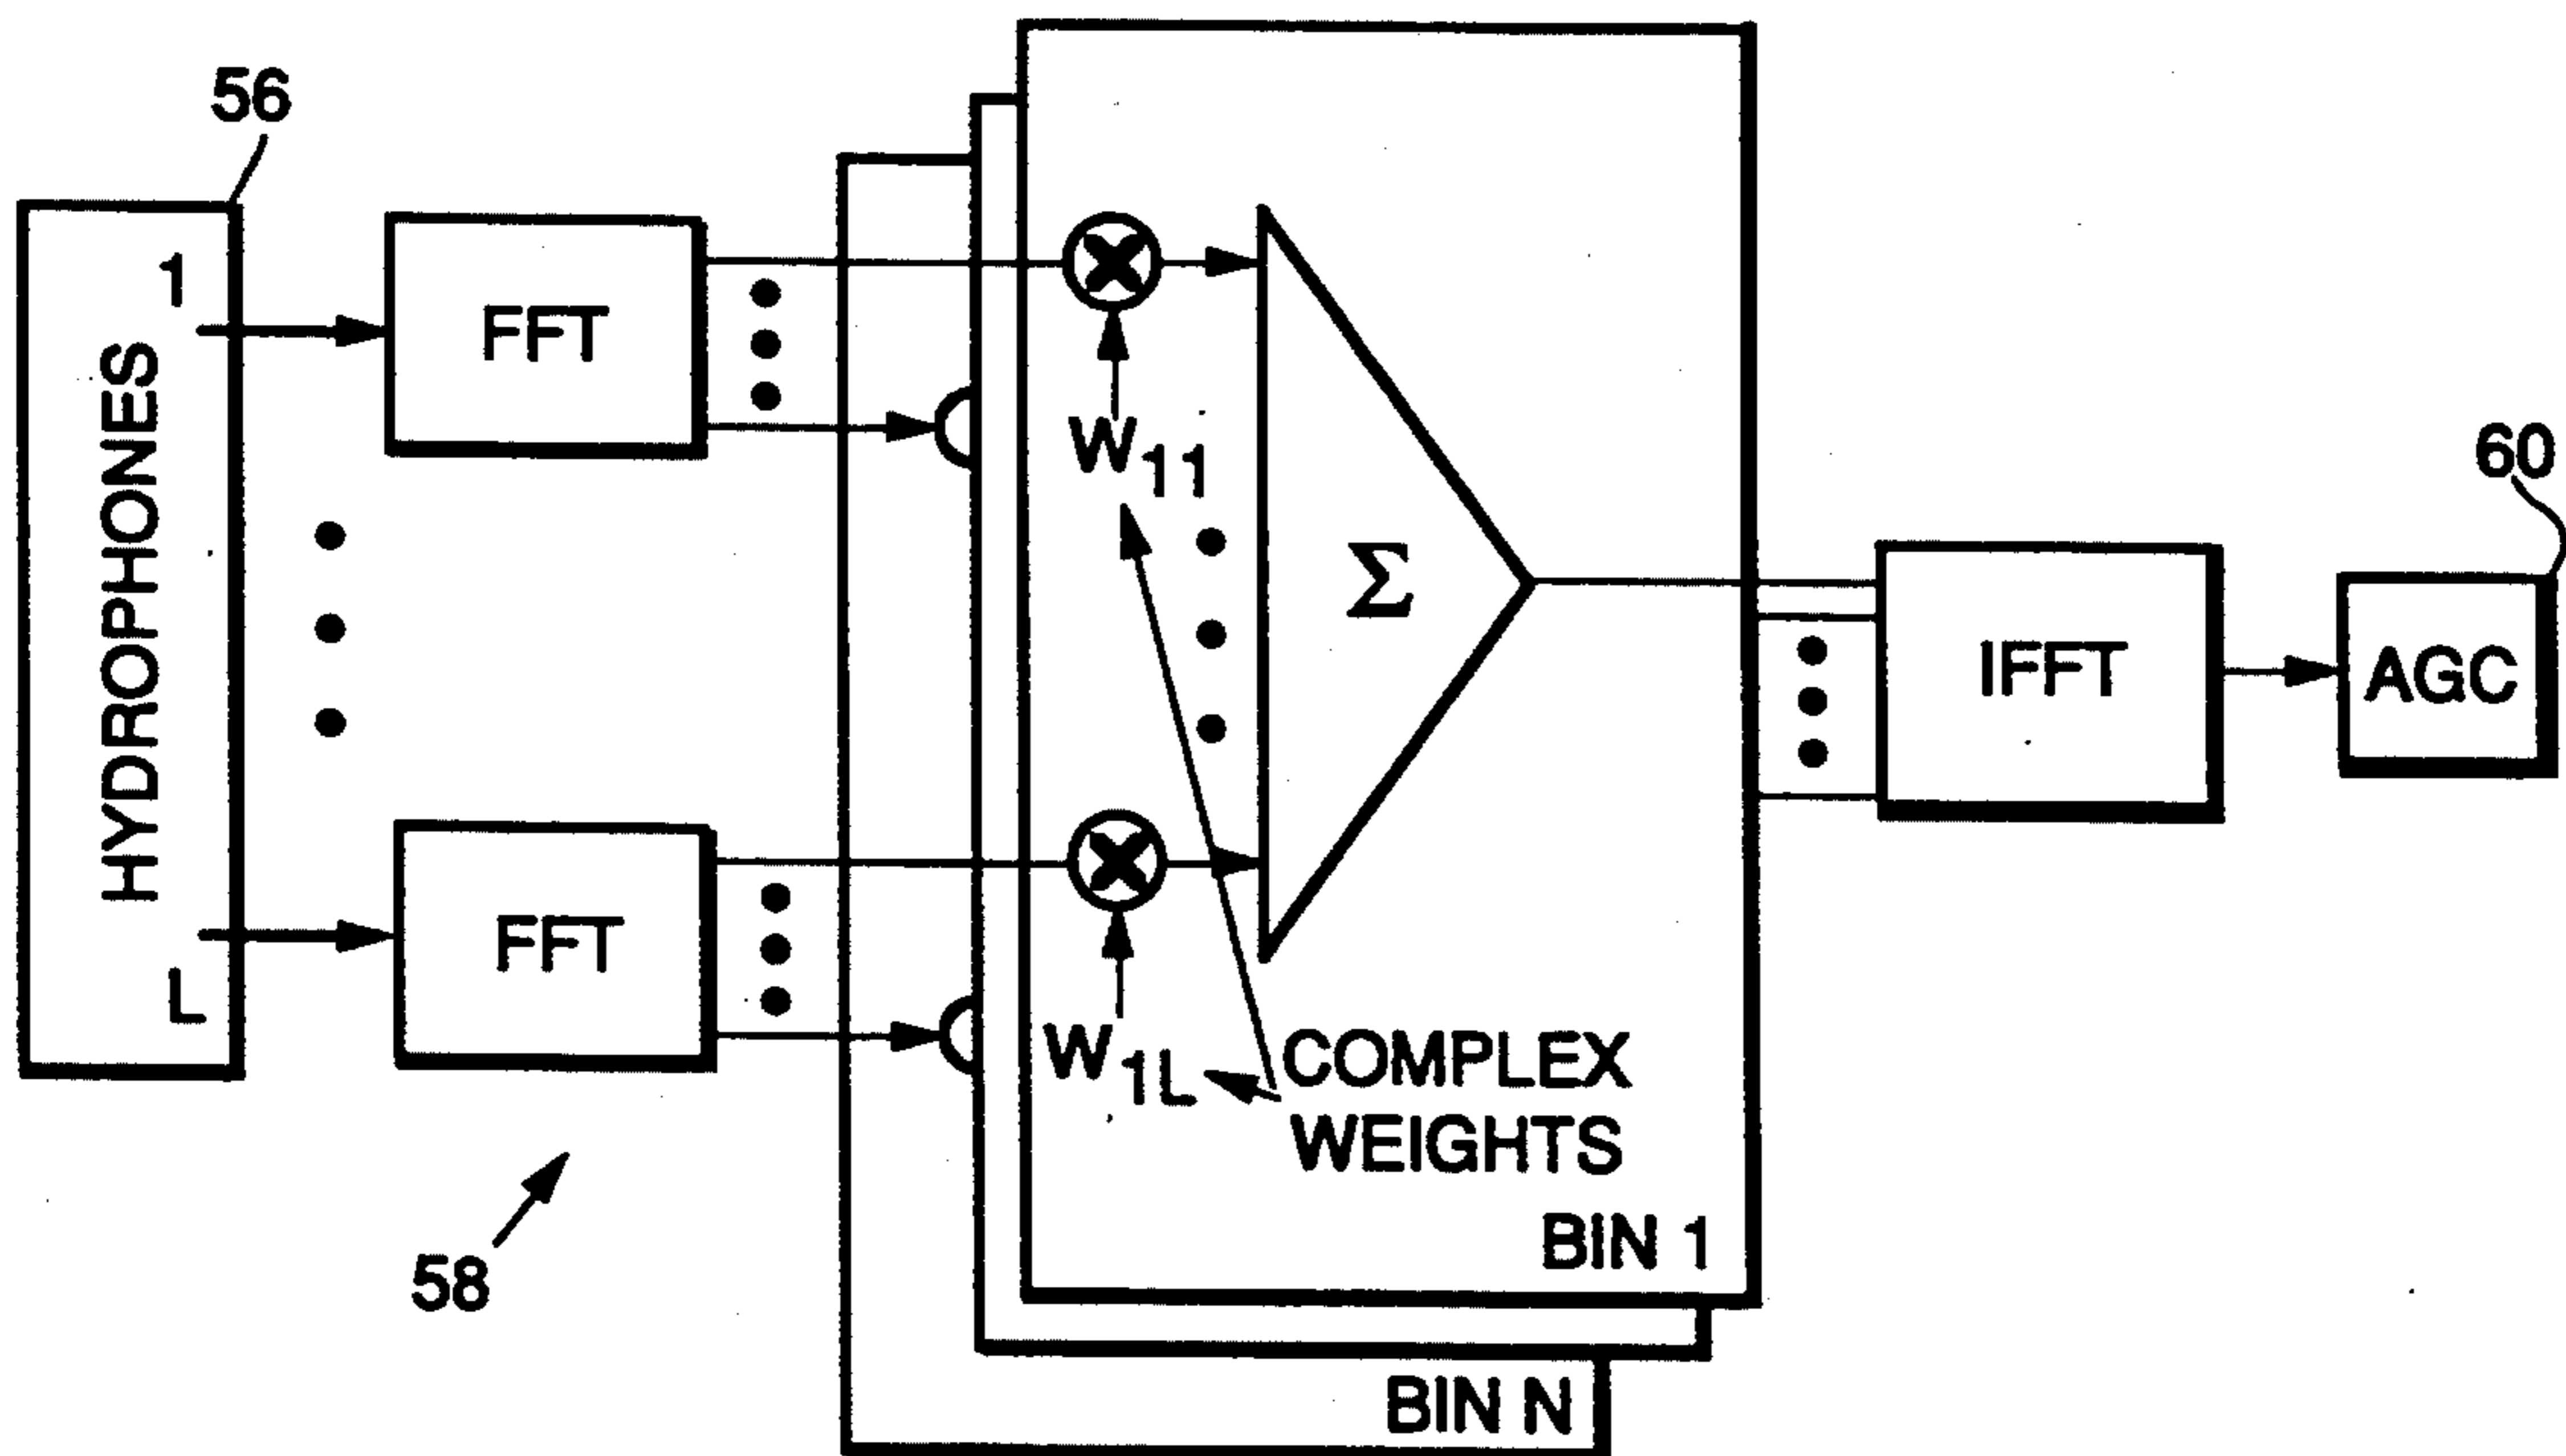 56
HYDROPHONES
1
L
FFT
FFT
58
W11
W1L
COMPLEX
WEIGHTS
Σ
BIN 1
BIN N
IFFT
AGC
60